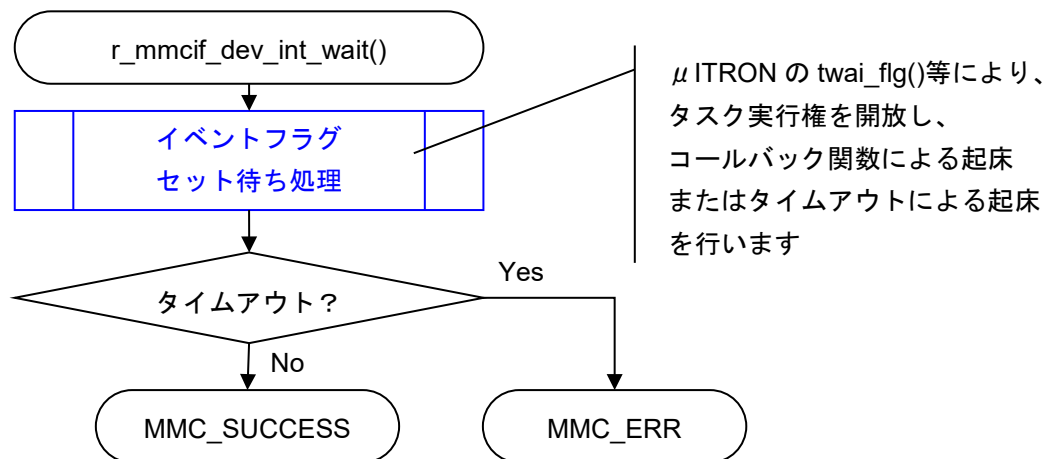 r_mmcif_dev_int_wait()
イベントフラグ
セット待ち処理
μ ITRON の twai_flg()等により、
タスク実行権を開放し、
コールバック関数による起床
またはタイムアウトによる起床
を行います
タイムアウト？
Yes
No
MMC_SUCCESS
MMC_ERR